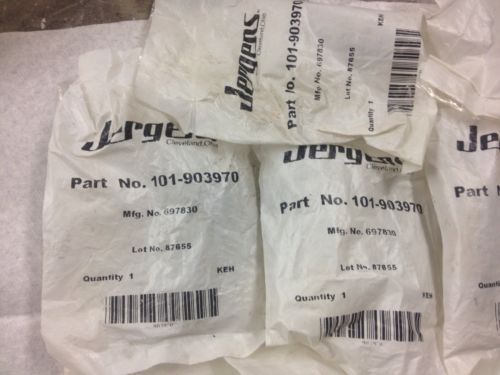 Jergens
Cleveland, Ohio
Part No. 101-903970
Mfg. No. 697830
Lot No. 87655
Quantity 1 KEH
Jergens
Cleveland, Ohio
Part No. 101-903970
Mfg. No. 697830
Lot No. 87655
Quantity 1 KEH
Jergens
Cleveland,
Part No. 101-903970
Mfg. No. 697830
Lot No. 87655
Quantity 1 KEH